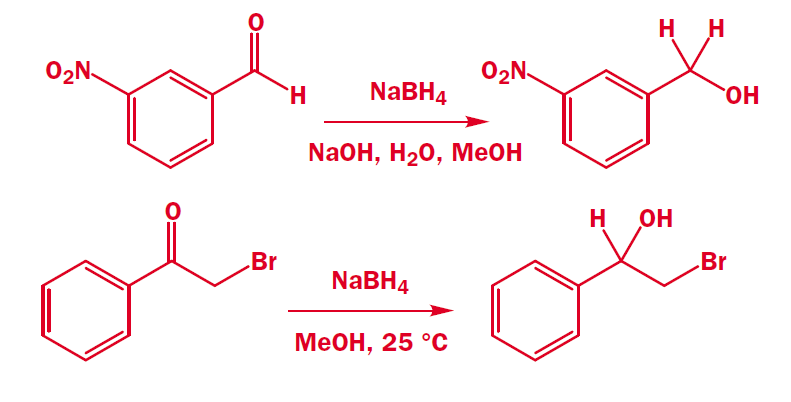 O
O₂N
H
NaBH₄
NaOH, H₂O, MeOH
H H
O₂N
OH
O
Br
NaBH₄
MeOH, 25 °C
H OH
Br